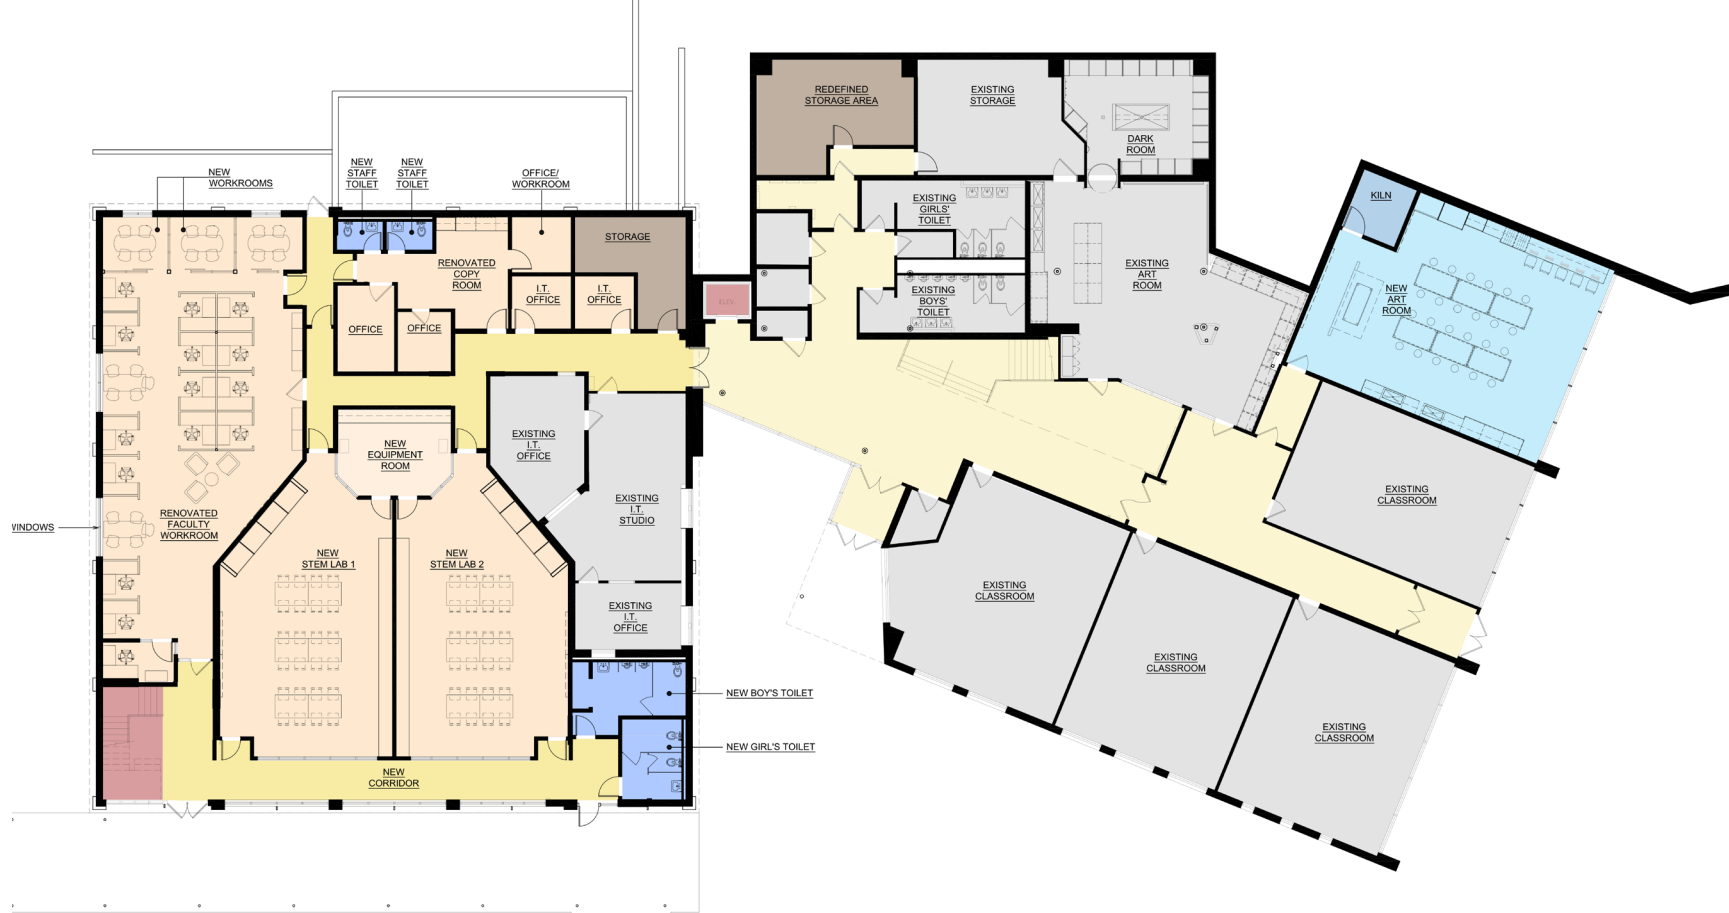 NEW
WORKROOMS
NEW
STAFF
TOILET
NEW
STAFF
TOILET
OFFICE/
WORKROOM
STORAGE
RENOVATED
COPY
ROOM
I.T.
OFFICE
I.T.
OFFICE
OFFICE
OFFICE
ELEV.
NEW
EQUIPMENT
ROOM
EXISTING
I.T.
OFFICE
EXISTING
I.T.
STUDIO
EXISTING
I.T.
OFFICE
WINDOWS
RENOVATED
FACULTY
WORKROOM
NEW
STEM LAB 1
NEW
STEM LAB 2
NEW BOY'S TOILET
NEW GIRL'S TOILET
NEW
CORRIDOR
REDEFINED
STORAGE AREA
EXISTING
STORAGE
DARK
ROOM
EXISTING
GIRLS'
TOILET
EXISTING
BOYS'
TOILET
EXISTING
ART
ROOM
KILN
NEW
ART
ROOM
EXISTING
CLASSROOM
EXISTING
CLASSROOM
EXISTING
CLASSROOM
EXISTING
CLASSROOM